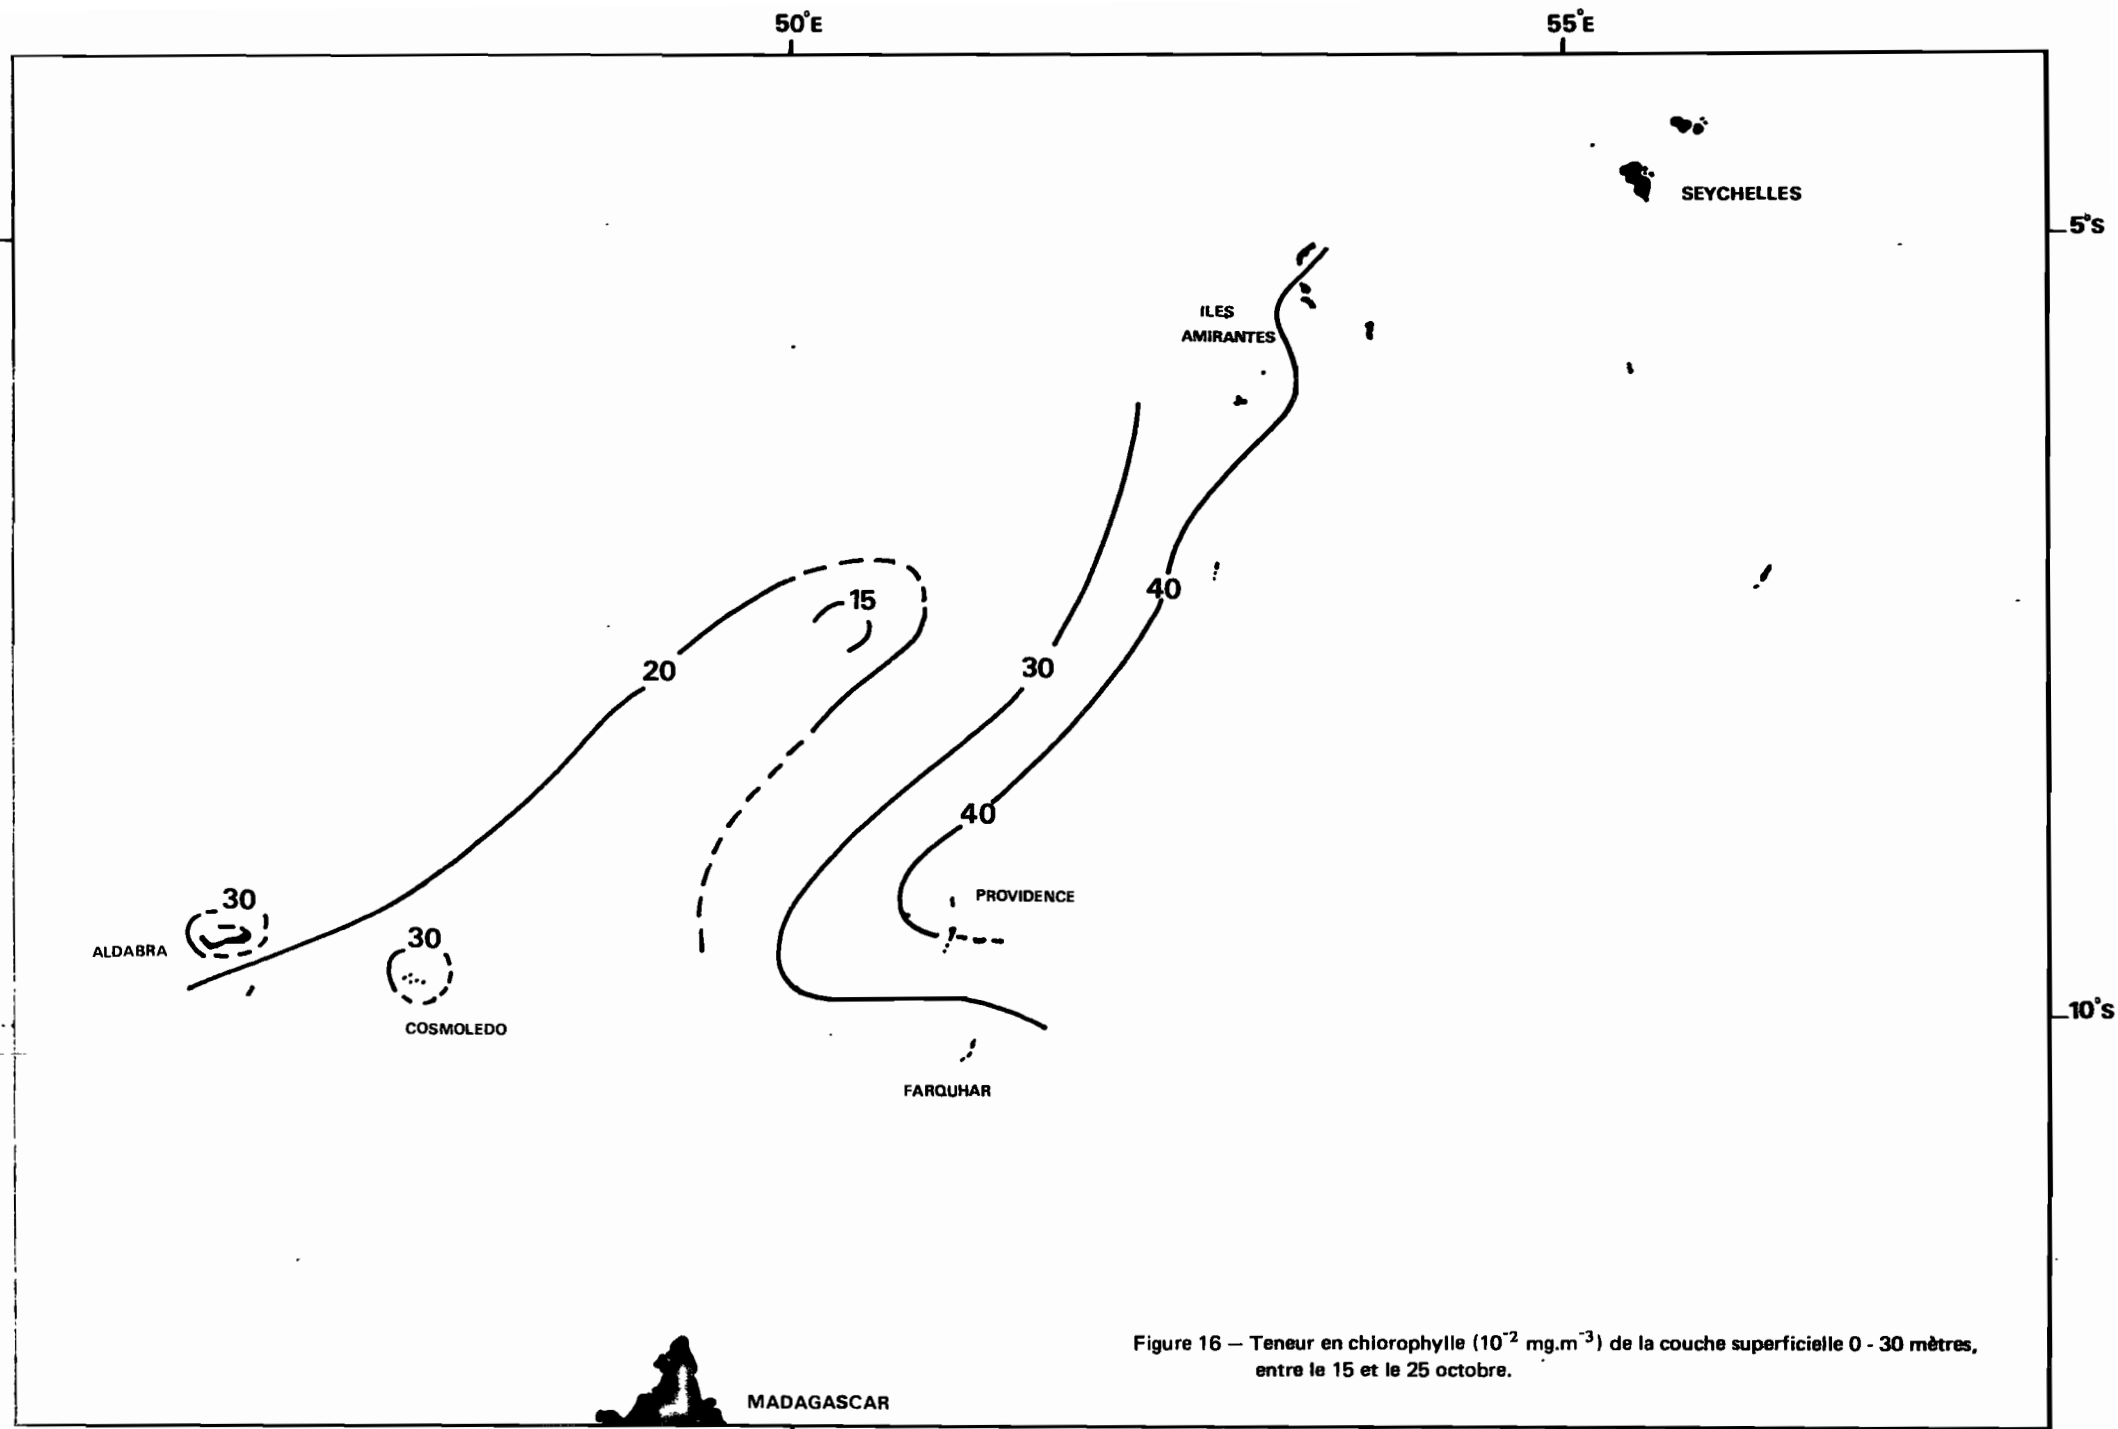 50°E
55°E
SEYCHELLES
5°S
ILES
AMIRANTES
15
40
20
30
40
30
PROVIDENCE
30
ALDABRA
10°S
COSMOLEDO
FARQUHAR
Figure 16 — Teneur en chlorophylle (10⁻² mg.m⁻³) de la couche superficielle 0 - 30 mètres,
entre le 15 et le 25 octobre.
MADAGASCAR